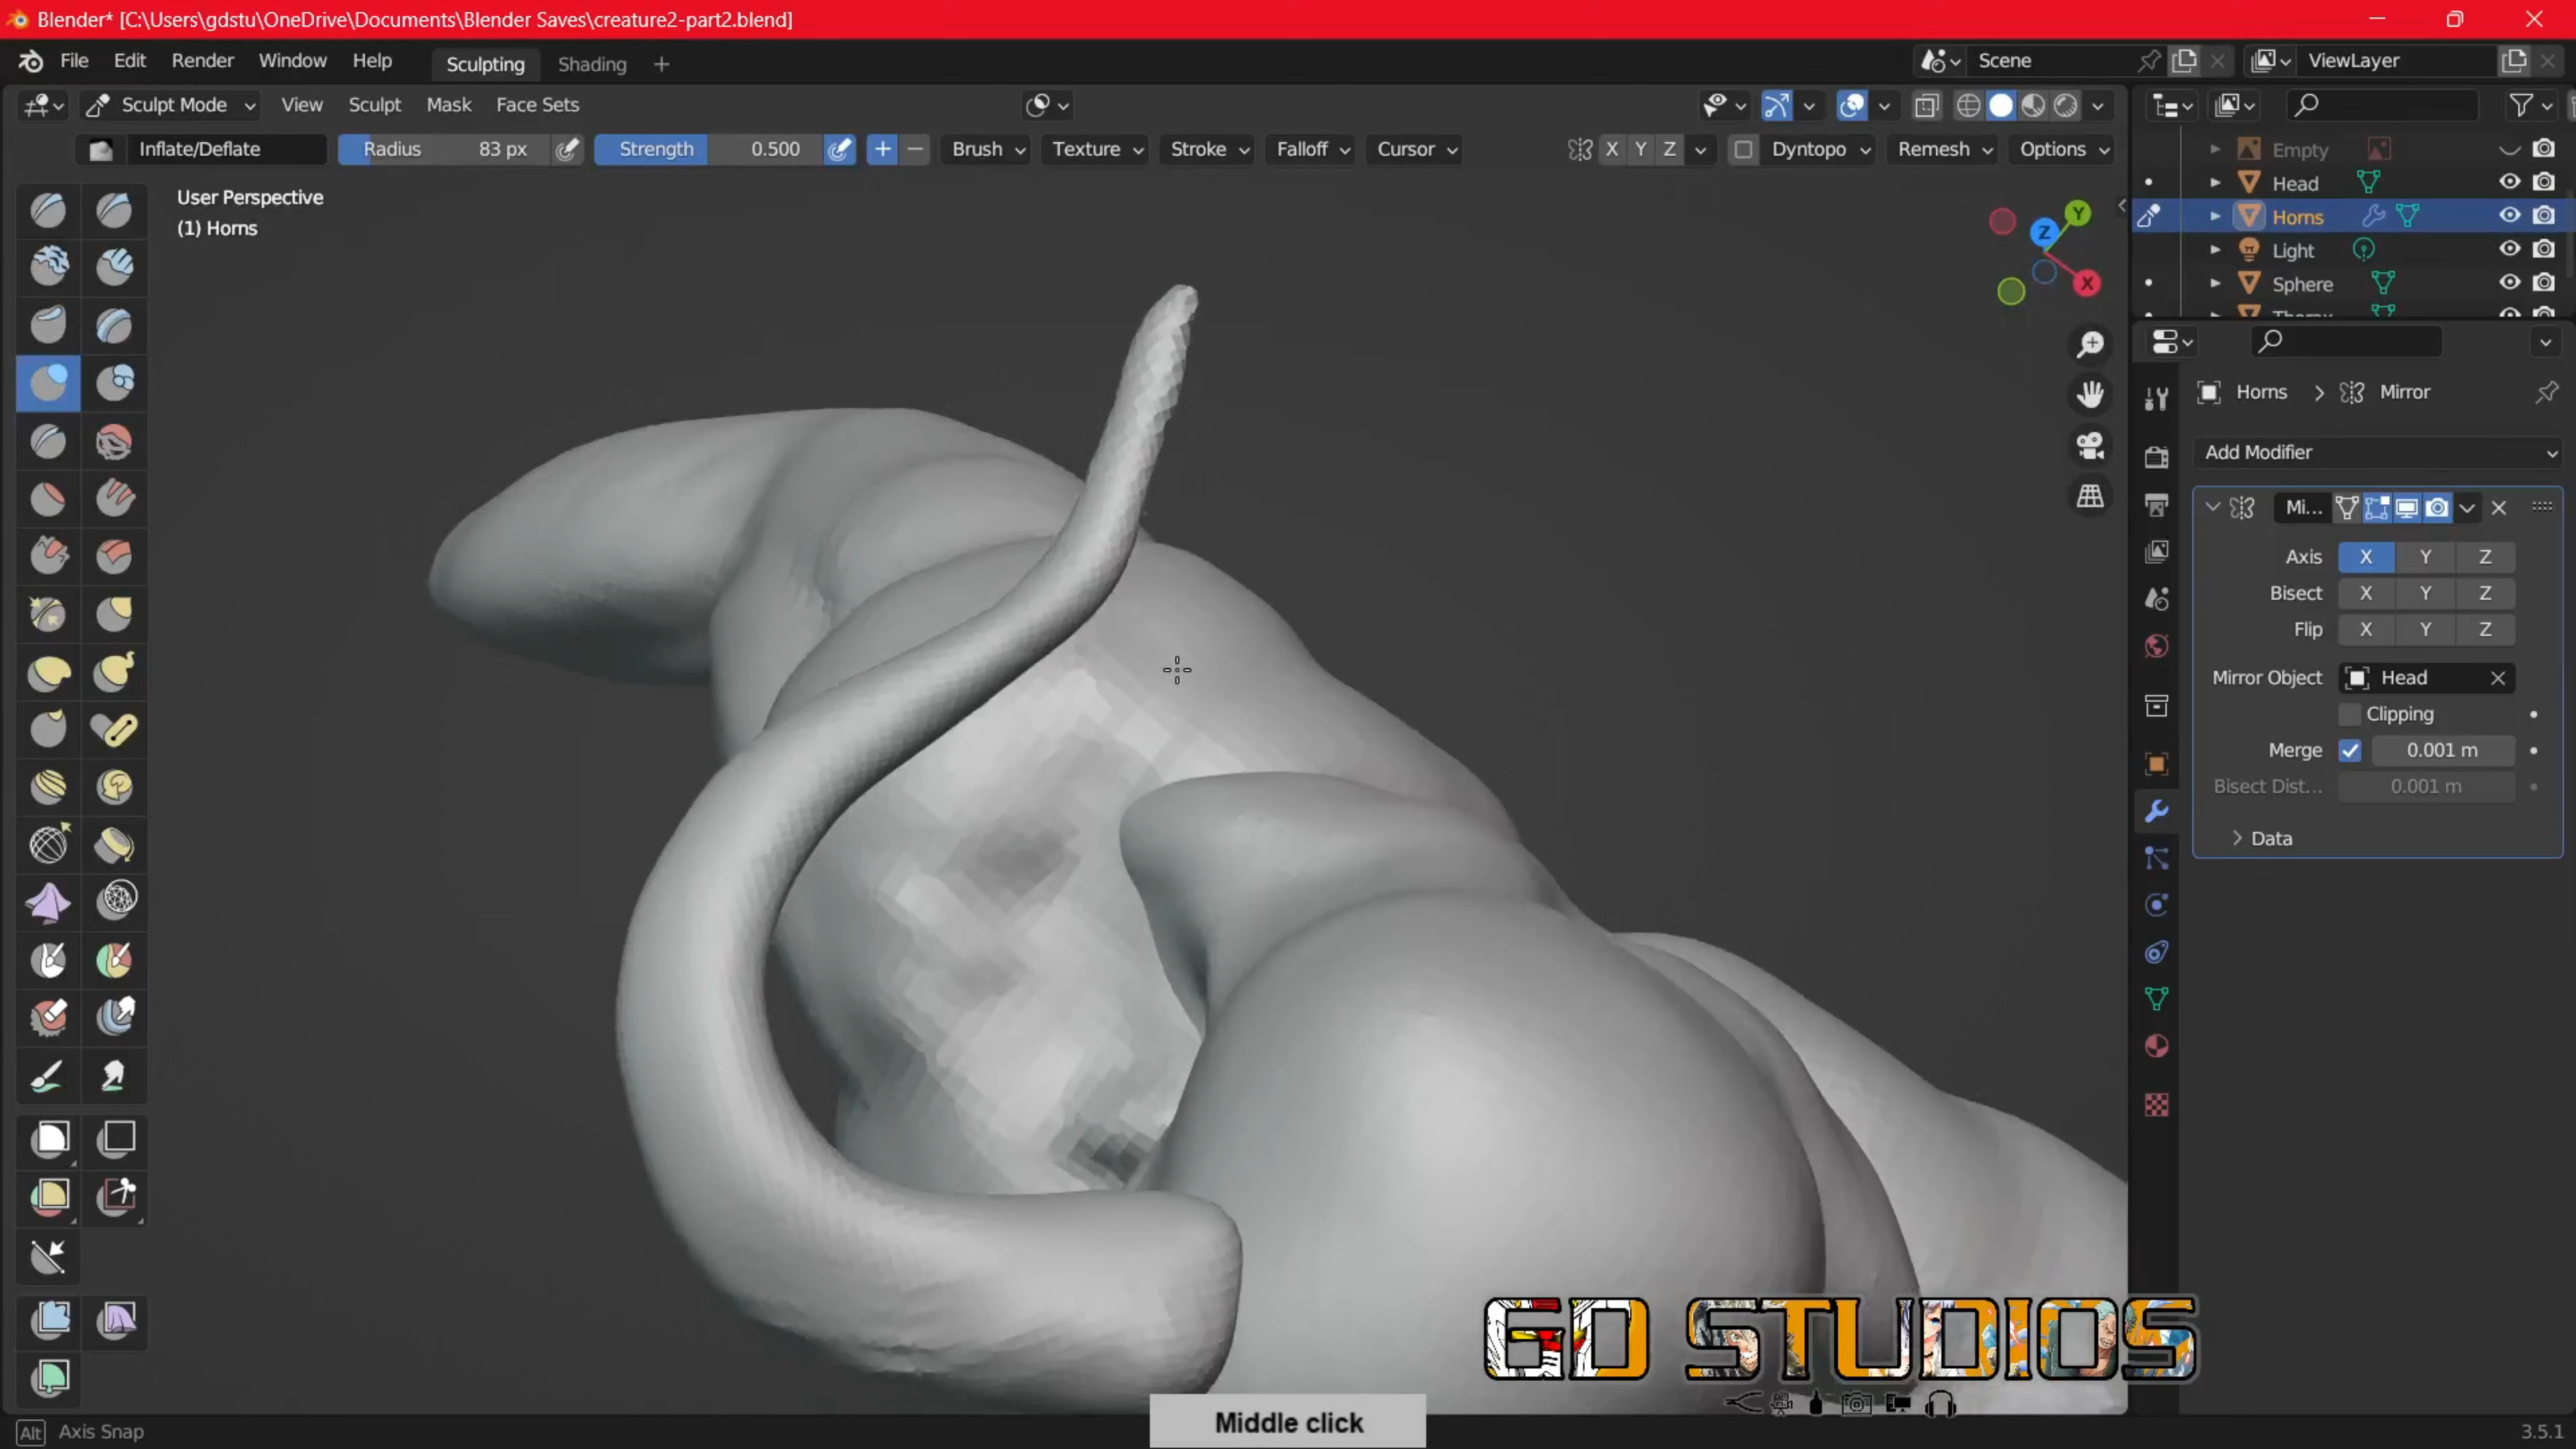 Blender* [C:\Users\gdstu\OneDrive\Documents\Blender Saves\creature2-part2.blend]
File Edit Render Window Help Sculpting Shading + Scene ViewLayer
Sculpt Mode View Sculpt Mask Face Sets
Inflate/Deflate Radius 83 px Strength 0.500 + − Brush Texture Stroke Falloff Cursor X Y Z Dyntopo Remesh Options
User Perspective
(1) Horns
Y
Z
X
Empty
Head
Horns
Light
Sphere
Thorax
Horns > Mirror
Add Modifier
Mi...
Axis X Y Z
Bisect X Y Z
Flip X Y Z
Mirror Object Head
Clipping
Merge 0.001 m
Bisect Dist... 0.001 m
Data
GD STUDIOS
Middle click
Alt Axis Snap
3.5.1